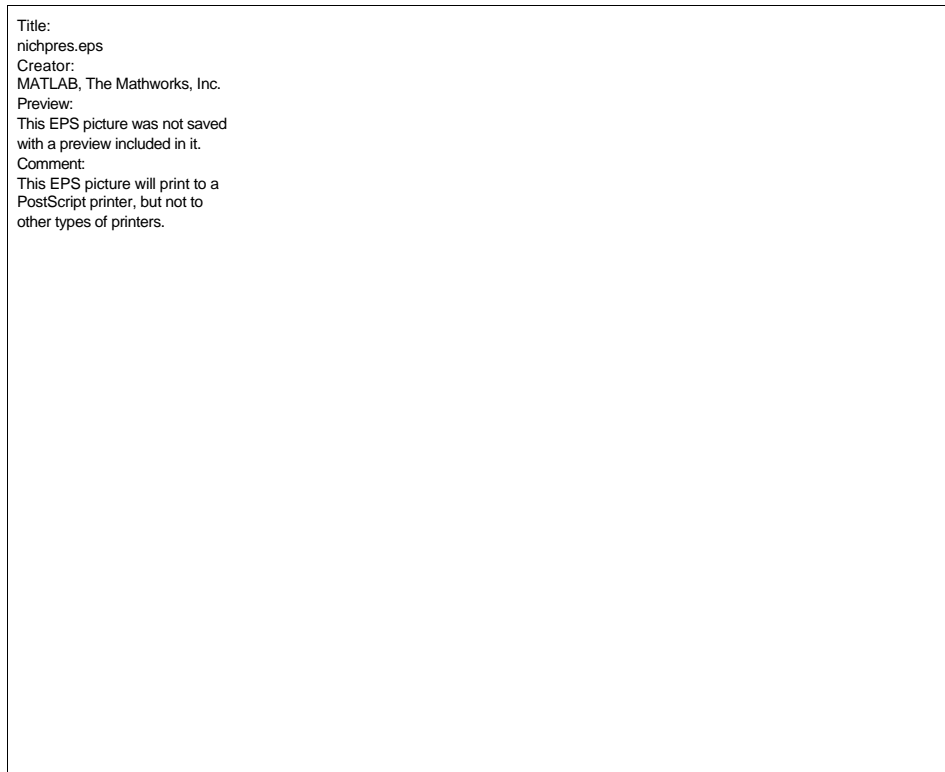 Title:
nichpres.eps
Creator:
MATLAB, The Mathworks, Inc.
Preview:
This EPS picture was not saved
with a preview included in it.
Comment:
This EPS picture will print to a
PostScript printer, but not to
other types of printers.